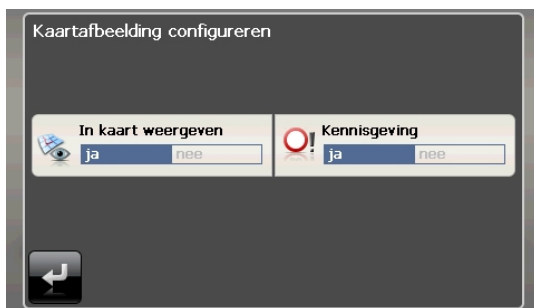 Kaartafbeelding configureren
In kaart weergeven
ja nee
Kennisgeving
ja nee